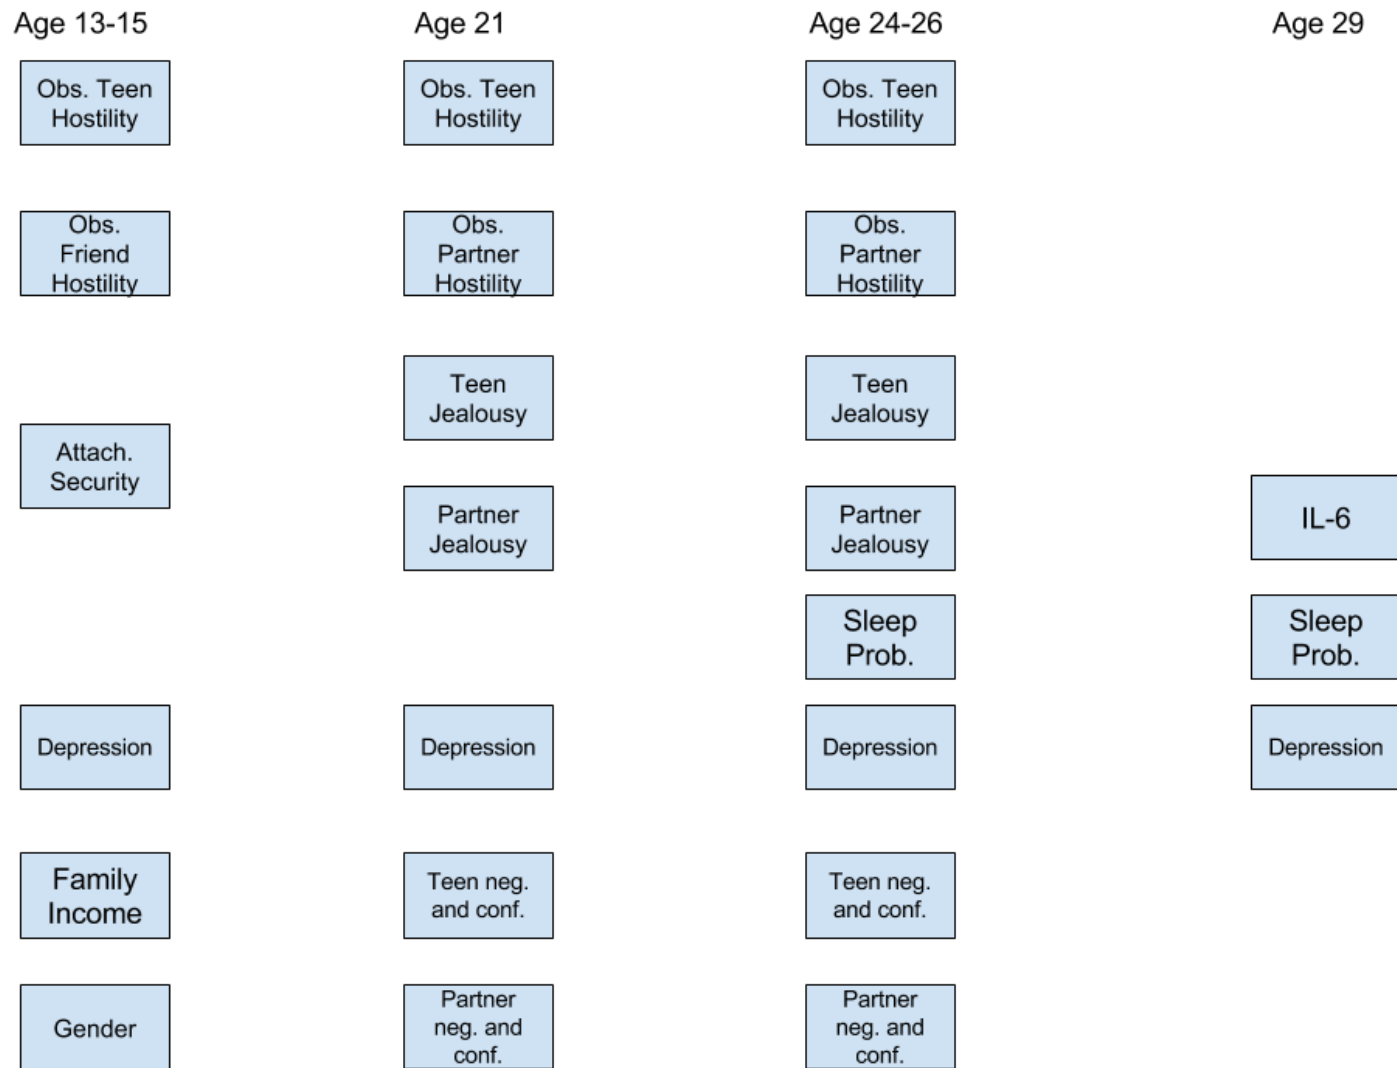 Age 13-15
Age 21
Age 24-26
Age 29
Obs. Teen
Hostility
Obs. Teen
Hostility
Obs. Teen
Hostility
Obs.
Friend
Hostility
Obs.
Partner
Hostility
Obs.
Partner
Hostility
Teen
Jealousy
Teen
Jealousy
Attach.
Security
Partner
Jealousy
Partner
Jealousy
IL-6
Sleep
Prob.
Sleep
Prob.
Depression
Depression
Depression
Depression
Family
Income
Teen neg.
and conf.
Teen neg.
and conf.
Gender
Partner
neg. and
conf.
Partner
neg. and
conf.